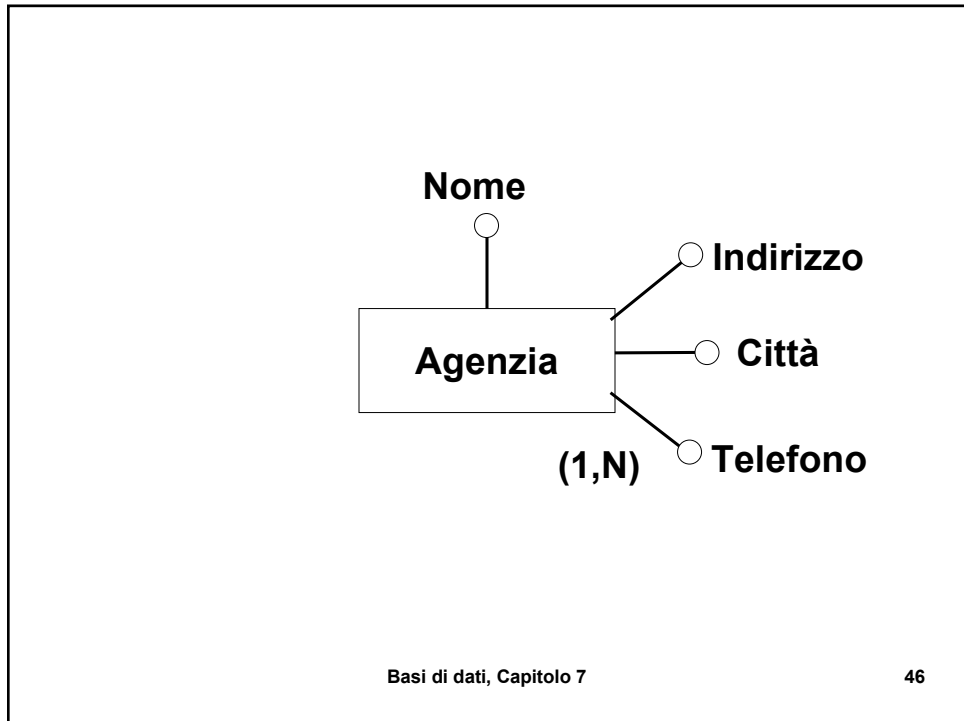 Nome
Indirizzo
Agenzia
Città
(1,N)
Telefono
Basi di dati, Capitolo 7
46